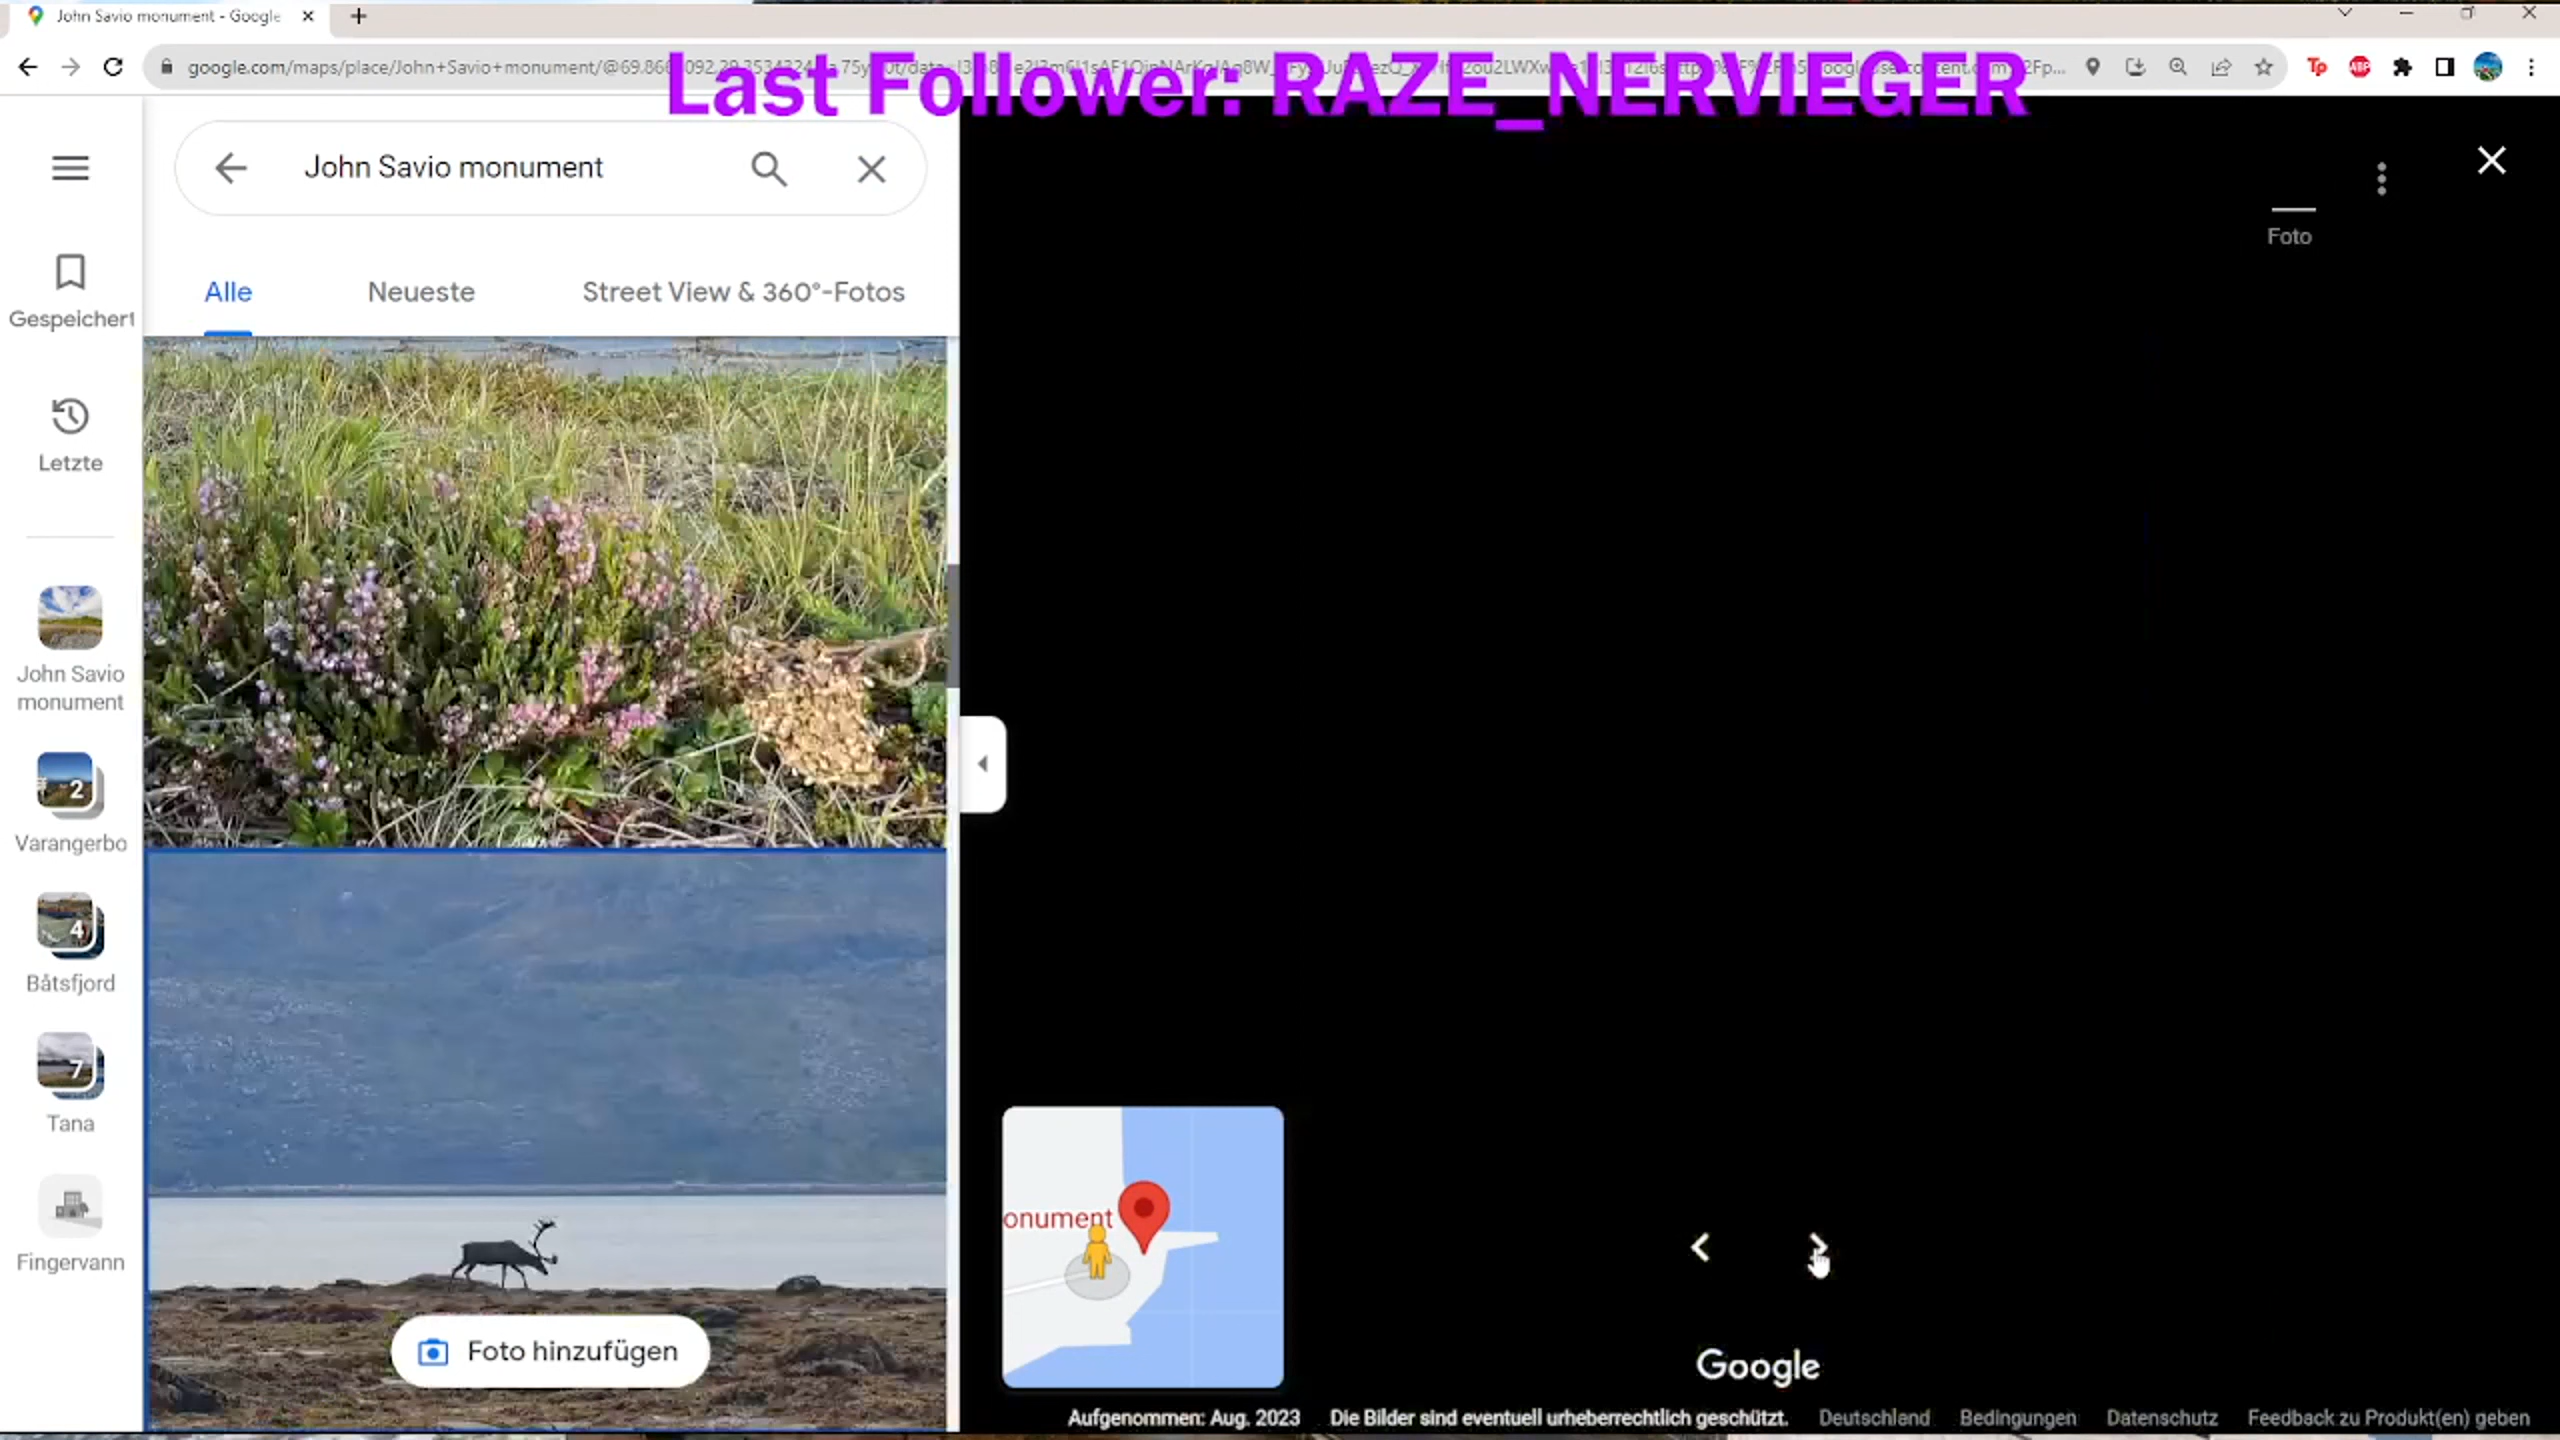 John Savio monument - Google
Last Follower: RAZE_NERVIEGER
John Savio monument
Gespeichert
Letzte
John Savio
monument
2
Varangerbo
4
Båtsfjord
7
Tana
Fingervann
Alle
Neueste
Street View & 360°-Fotos
Foto hinzufügen
Foto
onument
Google
Aufgenommen: Aug. 2023
Die Bilder sind eventuell urheberrechtlich geschützt.
Deutschland
Bedingungen
Datenschutz
Feedback zu Produkt(en) geben